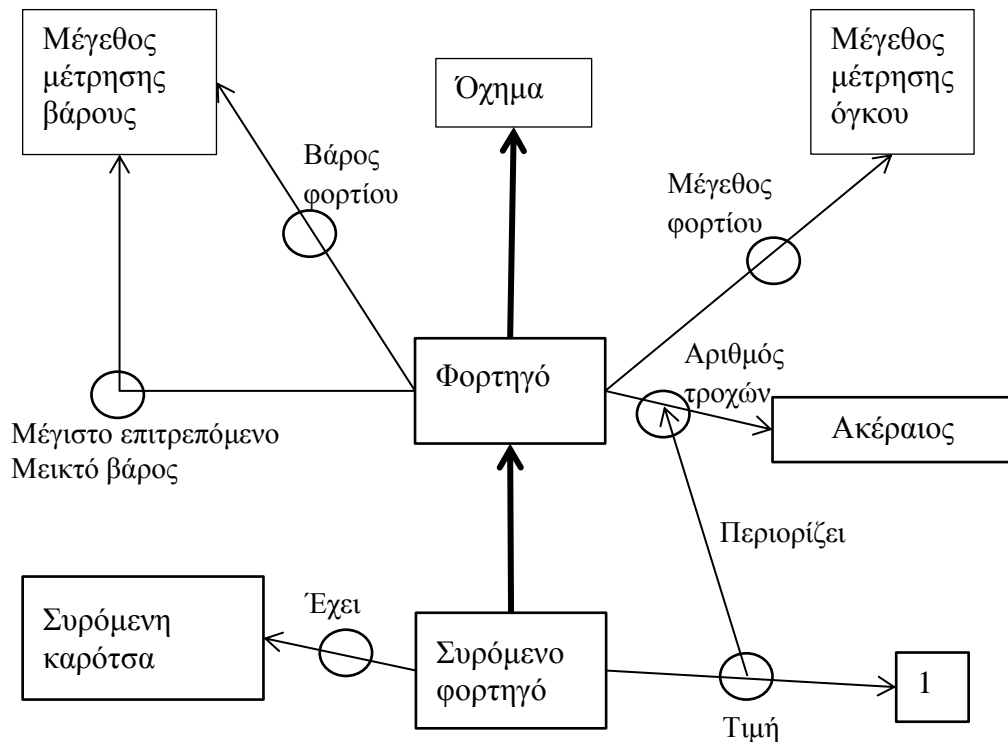 Μέγεθος
μέτρησης
βάρους
Όχημα
Μέγεθος
μέτρησης
όγκου
Βάρος
φορτίου
Μέγεθος
φορτίου
Φορτηγό
Αριθμός
τροχών
Ακέραιος
Μέγιστο επιτρεπόμενο
Μεικτό βάρος
Περιορίζει
Συρόμενη
καρότσα
Έχει
Συρόμενο
φορτηγό
1
Τιμή